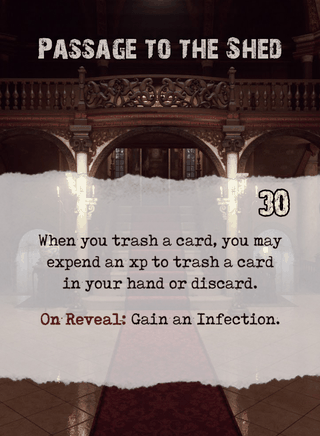 Passage to the Shed
30
When you trash a card, you may
expend an xp to trash a card
in your hand or discard.
On Reveal: Gain an Infection.